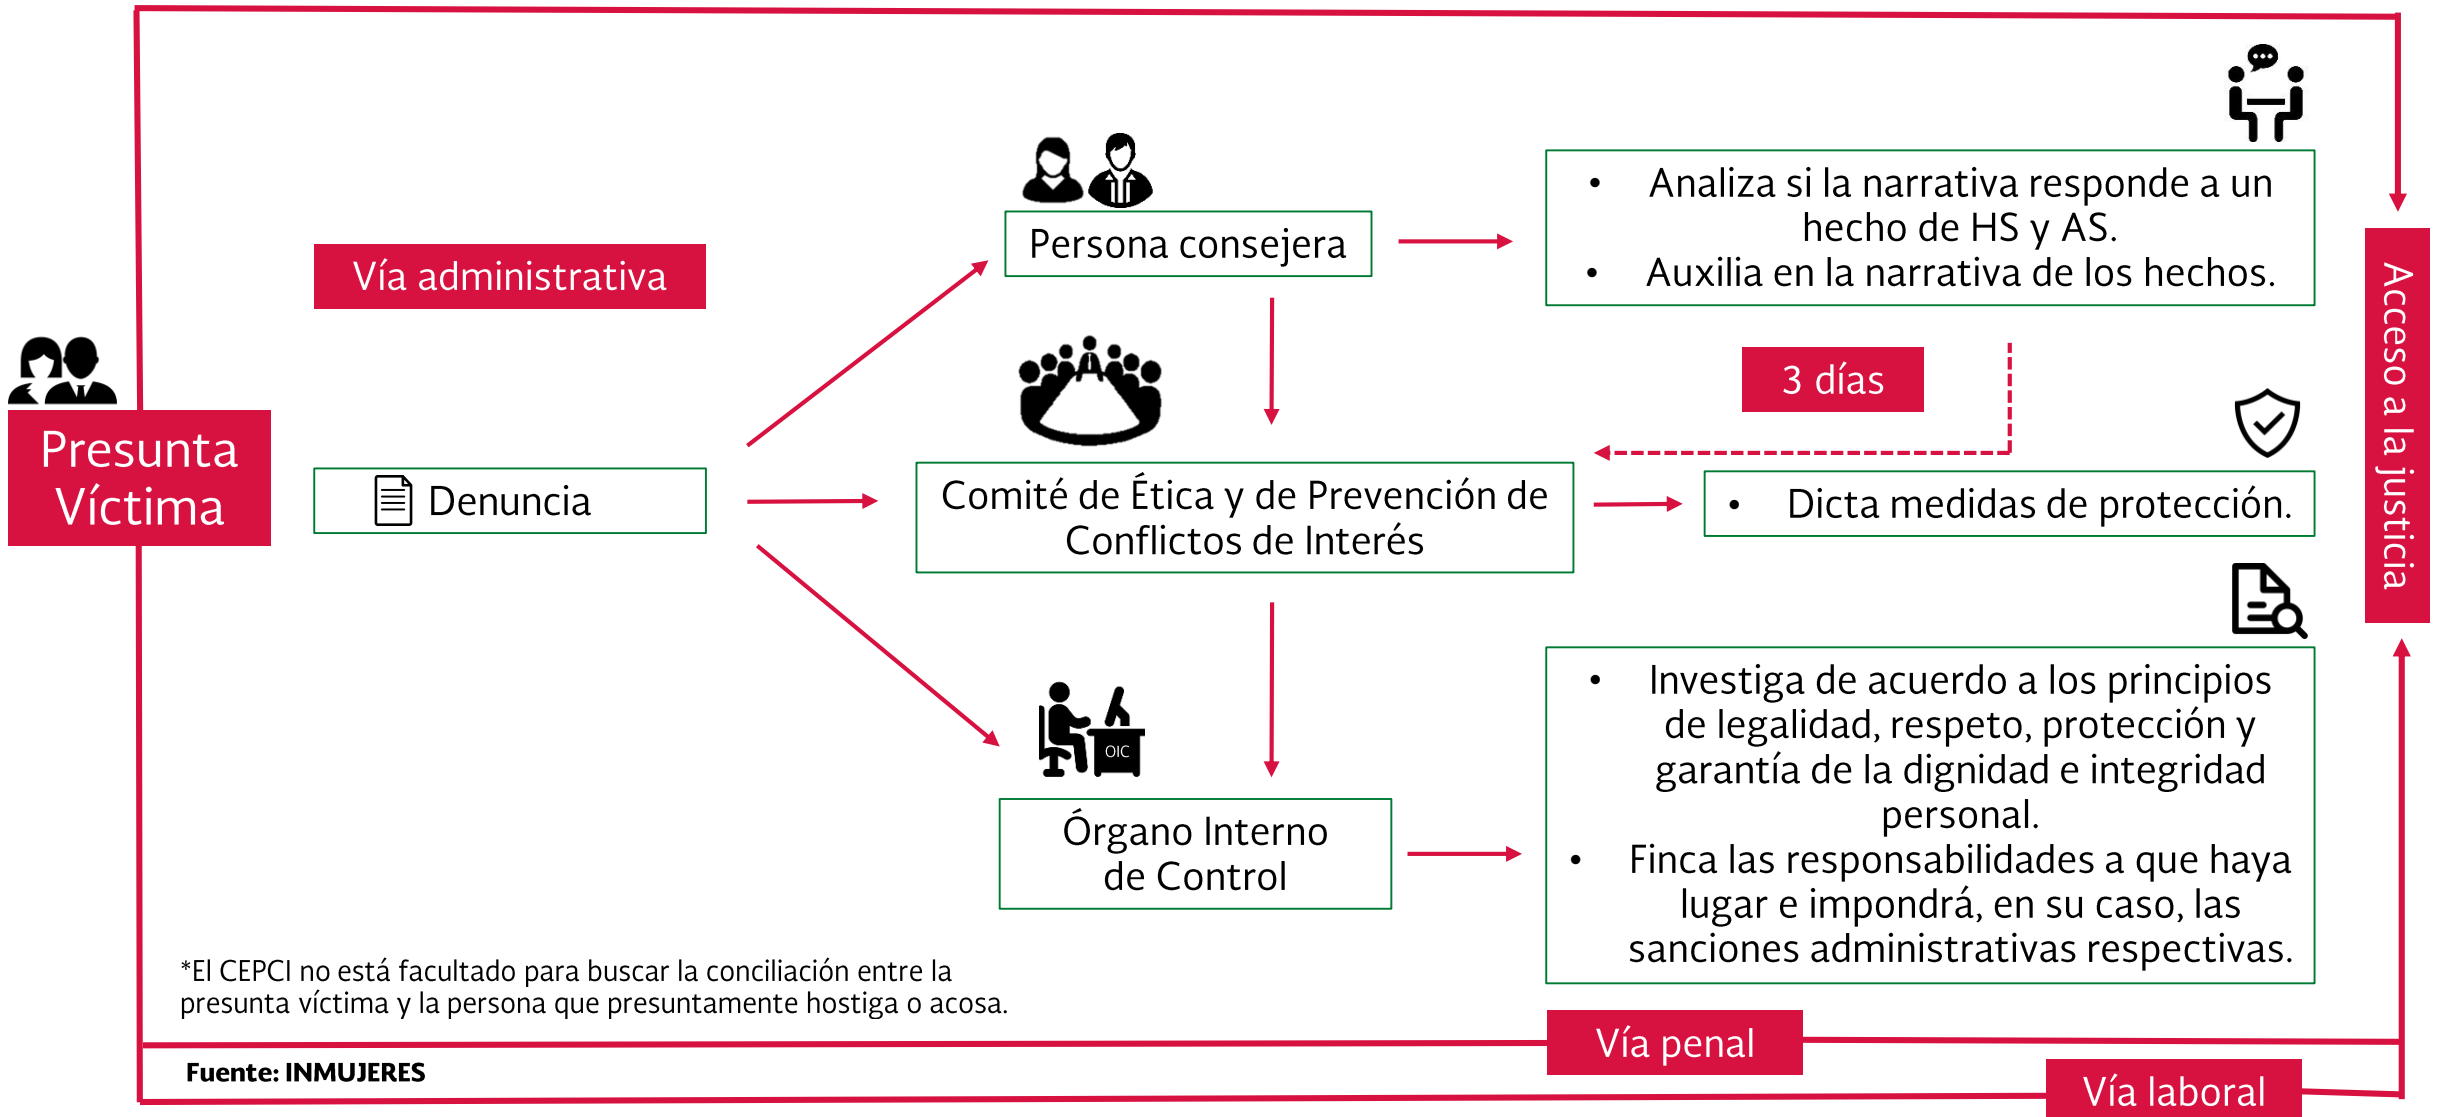 Presunta
Víctima
Vía administrativa
Denuncia
Persona consejera
• Analiza si la narrativa responde a un
hecho de HS y AS.
• Auxilia en la narrativa de los hechos.
3 días
Comité de Ética y de Prevención de
Conflictos de Interés
• Dicta medidas de protección.
OIC
Órgano Interno
de Control
• Investiga de acuerdo a los principios
de legalidad, respeto, protección y
garantía de la dignidad e integridad
personal.
• Finca las responsabilidades a que haya
lugar e impondrá, en su caso, las
sanciones administrativas respectivas.
Acceso a la justicia
*El CEPCI no está facultado para buscar la conciliación entre la
presunta víctima y la persona que presuntamente hostiga o acosa.
Vía penal
Fuente: INMUJERES
Vía laboral